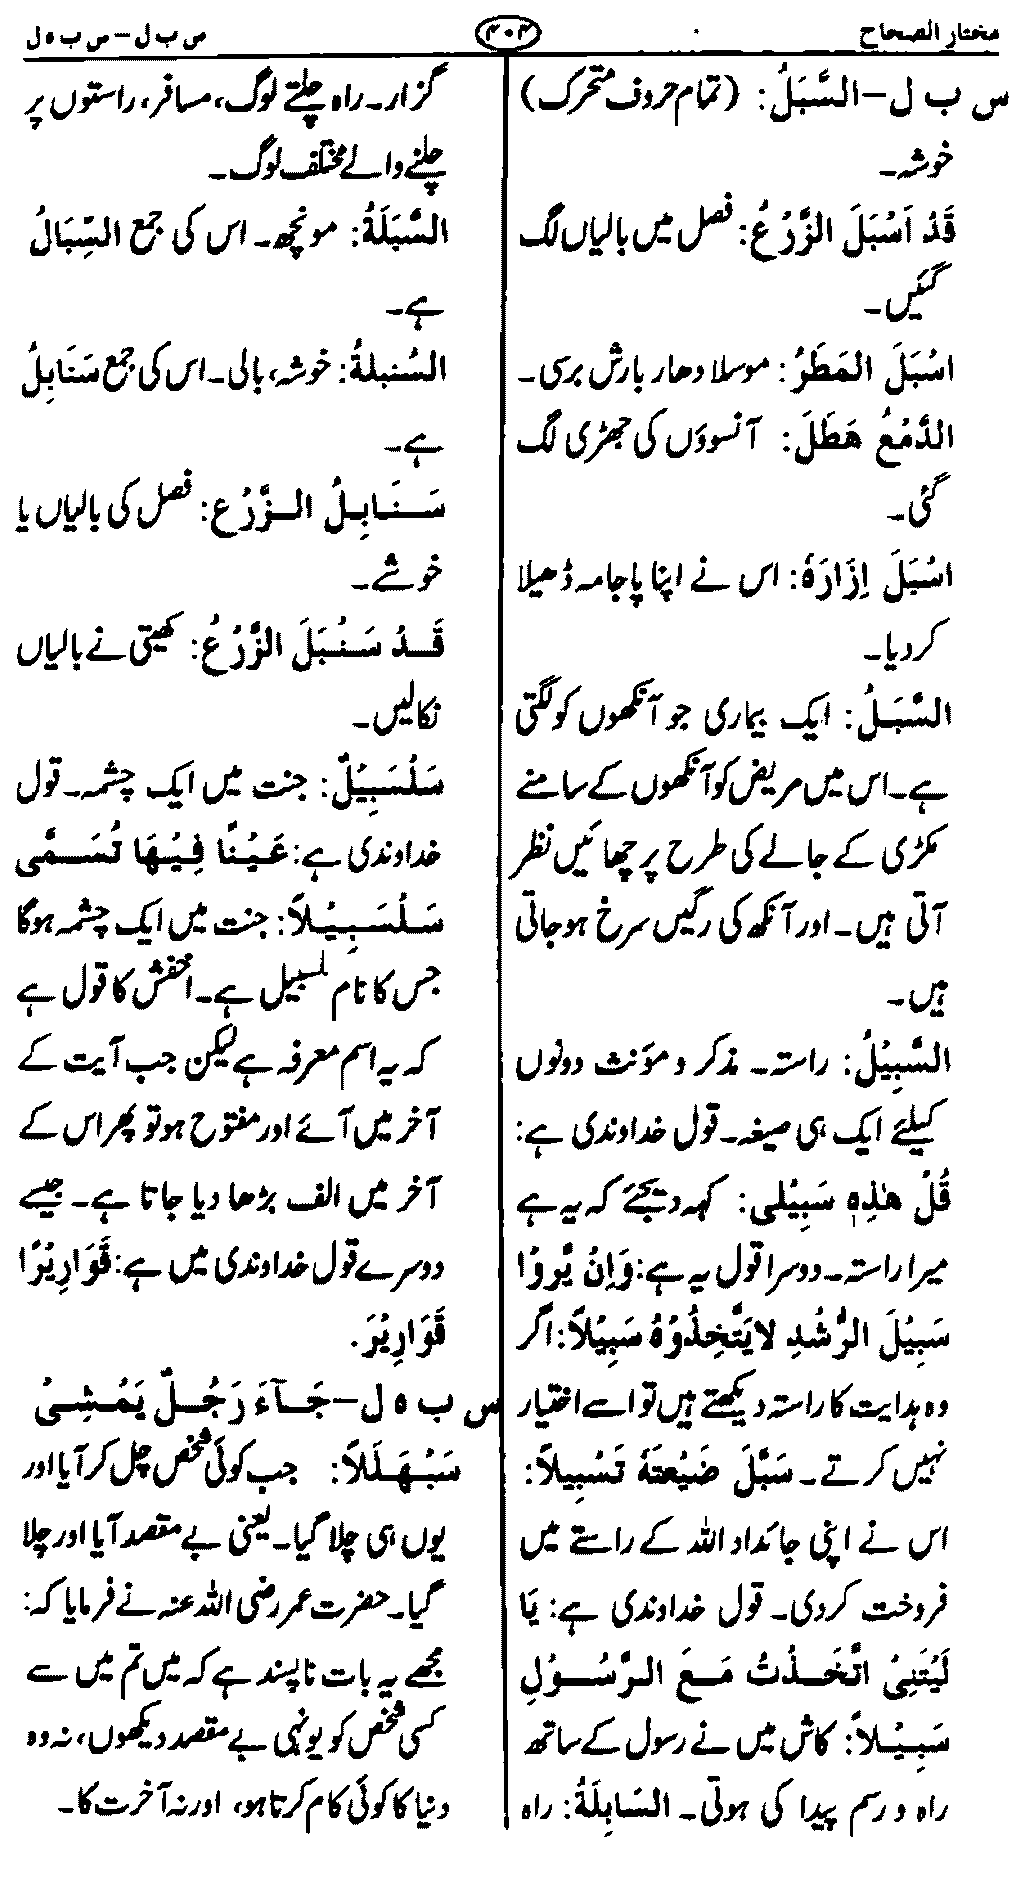 مختار الصحاح
۴۰۴
س ب ل – س ب ہ ل
س ب ل – السَّبَلُ: (تمام حروف متحرک)
خوشہ۔
قَدْ اَسْبَلَ الزَّرْعُ: فصل میں بالیاں لگ
گئیں۔
اَسْبَلَ المَطَرُ: موسلا دھار بارش برسی۔
الدَّمْعُ هَطَلَ: آنسوؤں کی جھڑی لگ
گئی۔
اَسْبَلَ اِزَارَهٗ: اس نے اپنا پاجامہ ڈھیلا
کردیا۔
السَّبَلُ: ایک بیماری جو آنکھوں کو لگتی
ہے۔ اس میں مریض کو آنکھوں کے سامنے
مکڑی کے جالے کی طرح پرچھائیں نظر
آتی ہیں۔ اور آنکھ کی رگیں سرخ ہوجاتی
ہیں۔
السَّبِيْلُ: راستہ۔ مذکر و مؤنث دونوں
کیلئے ایک ہی صیغہ۔ قول خداوندی ہے:
قُلْ هٰذِهٖ سَبِيْلِى: کہہ دیجئے کہ یہ ہے
میرا راستہ۔ دوسرا قول یہ ہے: وَاِنْ يَّرَوْا
سَبِيْلَ الرُّشْدِ لايَتَّخِذُوْهُ سَبِيْلاً: اگر
وہ ہدایت کا راستہ دیکھتے ہیں تو اسے اختیار
نہیں کرتے۔ سَبَّلَ ضَيْعَتَهٗ تَسْبِيلاً:
اس نے اپنی جائداد اللہ کے راستے میں
فروخت کردی۔ قول خداوندی ہے: يَا
لَيْتَنِىْ اتَّخَذْتُ مَعَ الرَّسُوْلِ
سَبِيْلاً: کاش میں نے رسول کے ساتھ
راہ و رسم پیدا کی ہوتی۔ السَابِلَةُ: راہ
گزار۔ راہ چلتے لوگ، مسافر، راستوں پر
چلنے والے مختلف لوگ۔
السَّبَلَةُ: مونچھ۔ اس کی جمع السِّبَالُ
ہے۔
السُنبلةُ: خوشہ، بالی۔ اس کی جمع سَنَابِلُ
ہے۔
سَنَابِلُ الزَّرْع: فصل کی بالیاں یا
خوشے۔
قَدْ سَنْبَلَ الزَّرْعُ: کھیتی نے بالیاں
نکالیں۔
سَلْسَبِيْلٌ: جنت میں ایک چشمہ۔ قول
خداوندی ہے: عَيْنًا فِيْهَا تُسَمّٰى
سَلْسَبِيْلاً: جنت میں ایک چشمہ ہوگا
جس کا نام سلسبیل ہے۔ اخفش کا قول ہے
کہ یہ اسم معرفہ ہے لیکن جب آیت کے
آخر میں آئے اور مفتوح ہو تو پھر اس کے
آخر میں الف بڑھا دیا جاتا ہے۔ جیسے
دوسرے قول خداوندی میں ہے: قَوَارِيْرًا
قَوَارِيْرَ.
س ب ہ ل – جَآءَ رَجُلٌ يَمْشِىْ
سَبَهْلَلاً: جب کوئی شخص چل کر آیا اور
یوں ہی چلا گیا۔ یعنی بے مقصد آیا اور چلا
گیا۔ حضرت عمر رضی اللہ عنہ نے فرمایا کہ:
مجھے یہ بات ناپسند ہے کہ میں تم میں سے
کسی شخص کو یونہی بے مقصد دیکھوں، نہ وہ
دنیا کا کوئی کام کرتا ہو، اور نہ آخرت کا۔